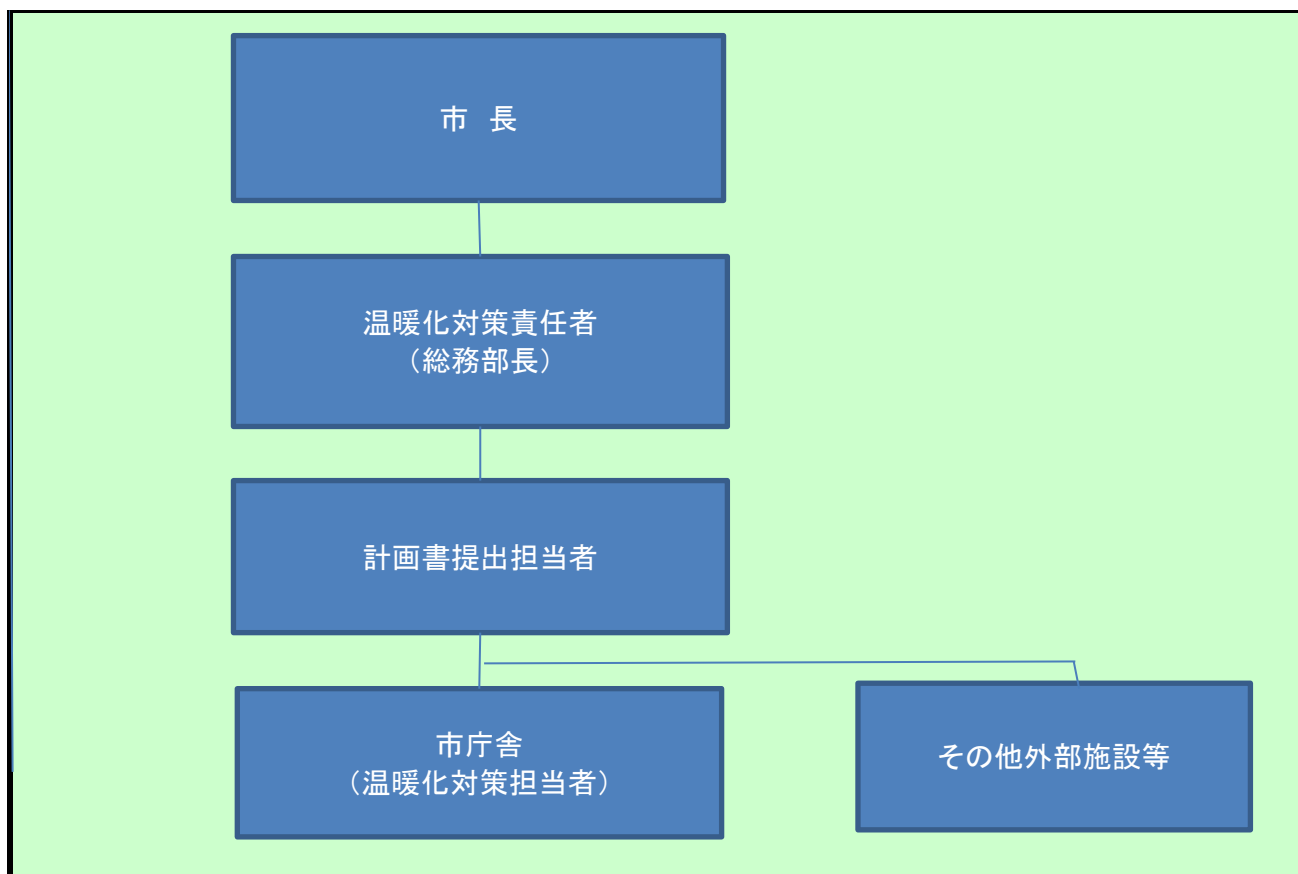 市 長
温暖化対策責任者
（総務部長）
計画書提出担当者
市庁舎
（温暖化対策担当者）
その他外部施設等